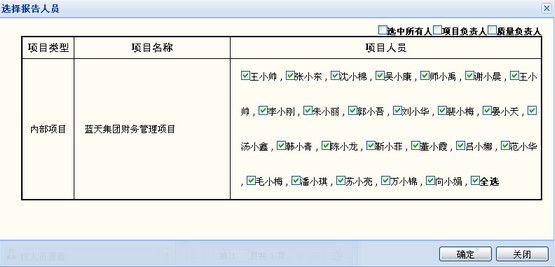 选择报告人员
选中所有人 项目负责人 质量负责人
项目类型 项目名称 项目人员
王小帅，张小东，沈小棉，吴小康，师小禹，谢小晨，王小
帅，李小刚，朱小丽，郭小吾，刘小华，裴小梅，晏小天，
内部项目 蓝天集团财务管理项目
汤小鑫，韩小青，陈小龙，靳小菲，董小霞，吕小娜，范小华
，毛小梅，潘小琪，苏小亮，万小锦，向小娟，全选
确定 关闭